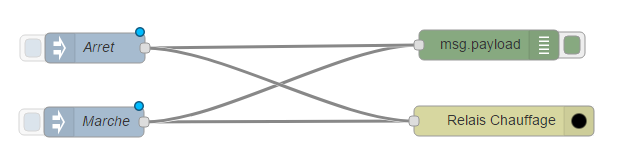 Arret
msg.payload
Marche
Relais Chauffage